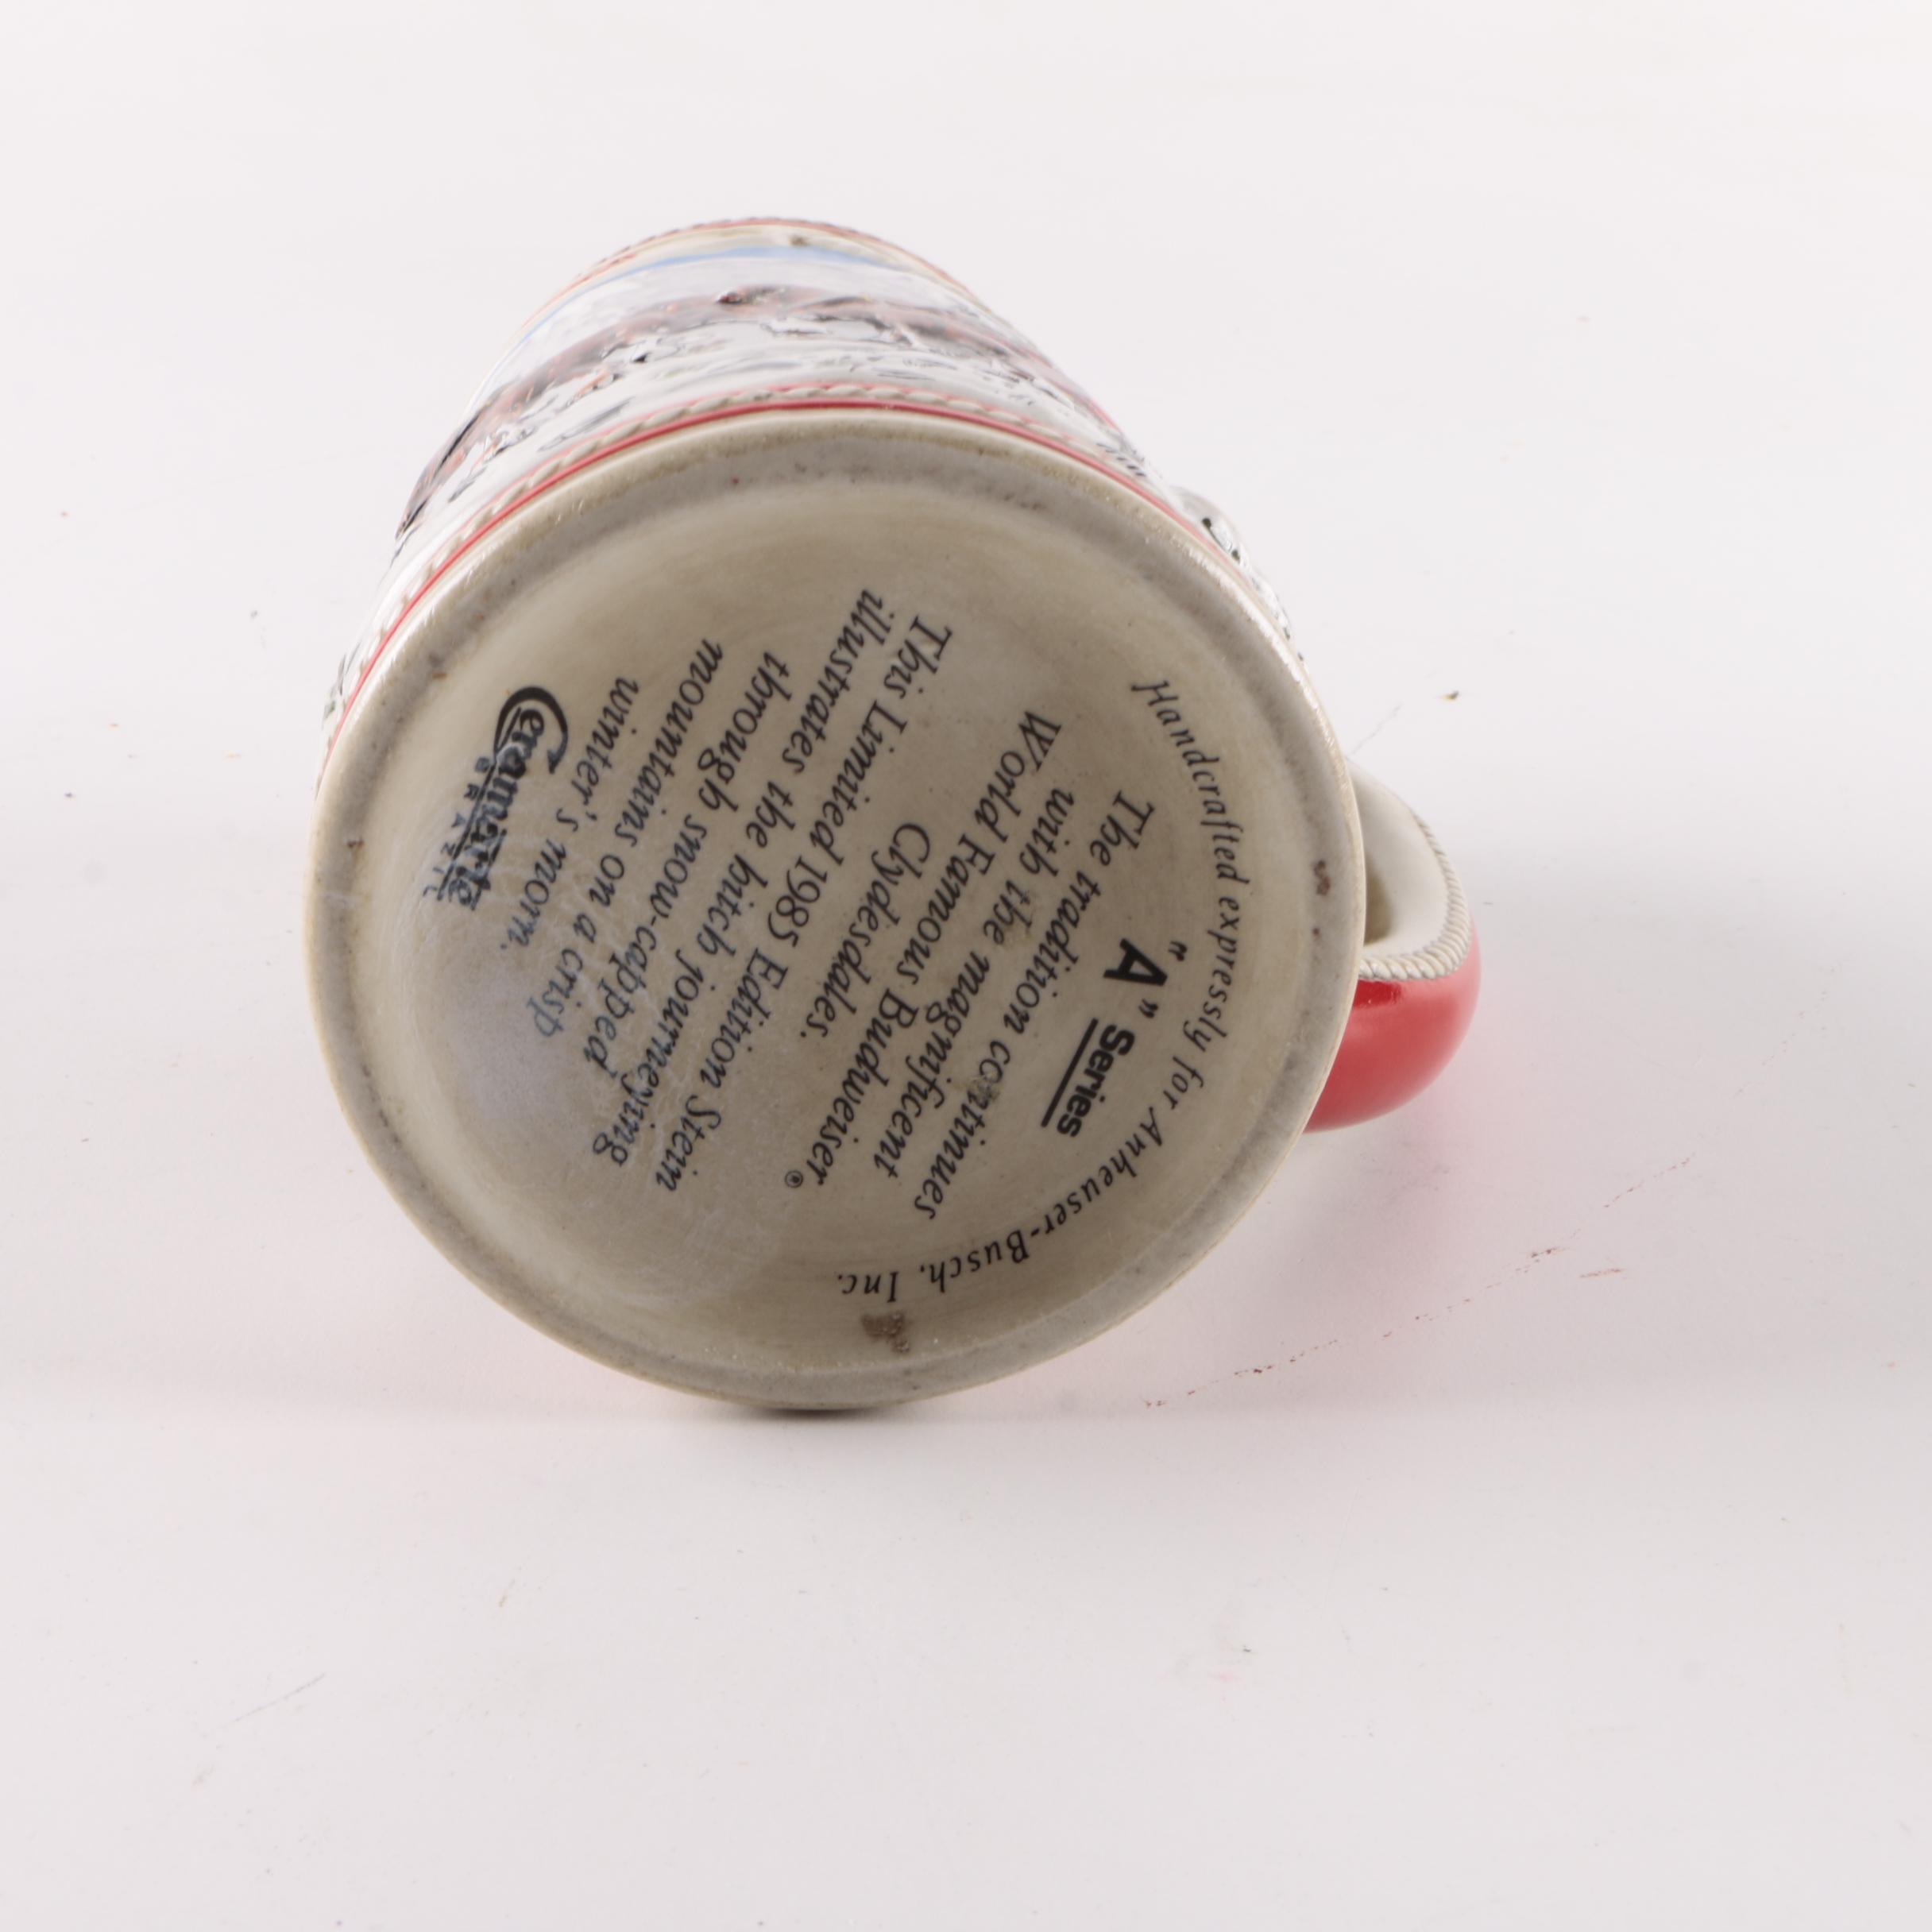 Handcrafted expressly for Anheuser-Busch, Inc.
"A" Series
The tradition continues
with the magnificent
World Famous Budweiser®
Clydesdales.
This Limited 1985 Edition Stein
illustrates the hitch journeying
through snow-capped
mountains on a crisp
winter's morn.
Ceramarte
BRAZIL